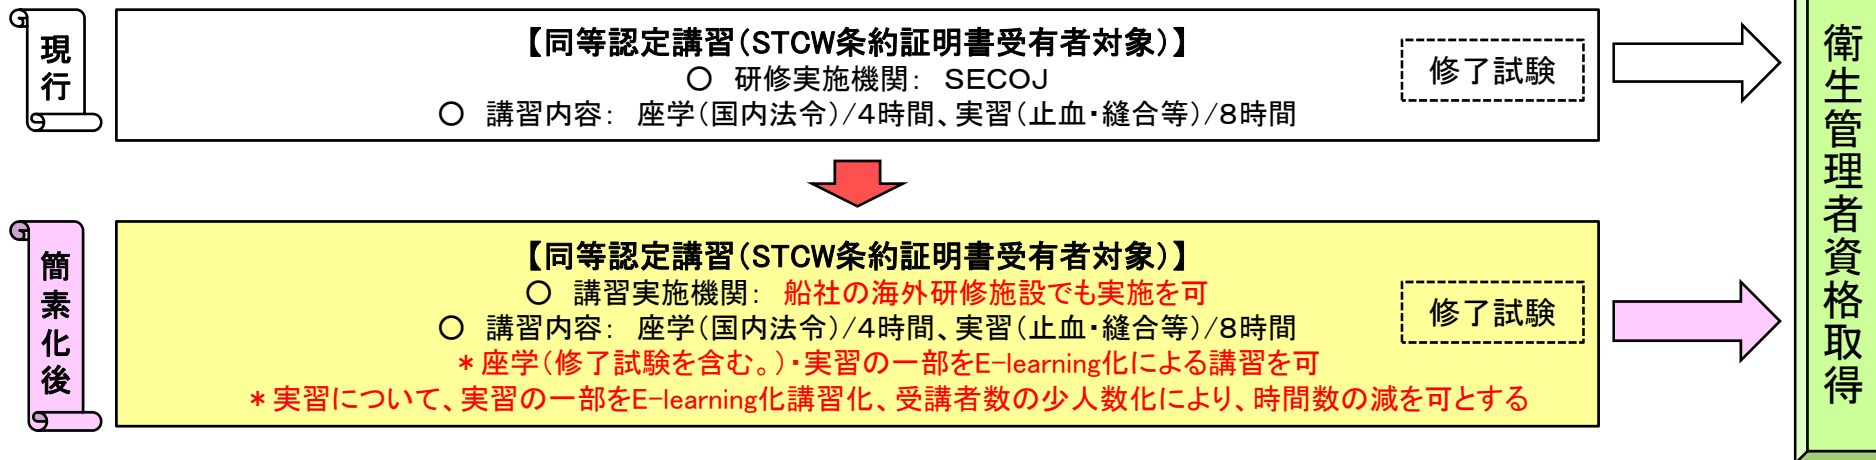 現行
【同等認定講習（STCW条約証明書受有者対象）】
○　研修実施機関：　SECOJ
○　講習内容：　座学（国内法令）/4時間、実習（止血・縫合等）/8時間
修了試験
簡素化後
【同等認定講習（STCW条約証明書受有者対象）】
○　講習実施機関：　船社の海外研修施設でも実施を可
○　講習内容：　座学（国内法令）/4時間、実習（止血・縫合等）/8時間
＊座学（修了試験を含む。）・実習の一部をE-learning化による講習を可
＊実習について、実習の一部をE-learning化講習化、受講者数の少人数化により、時間数の減を可とする
修了試験
衛生管理者資格取得